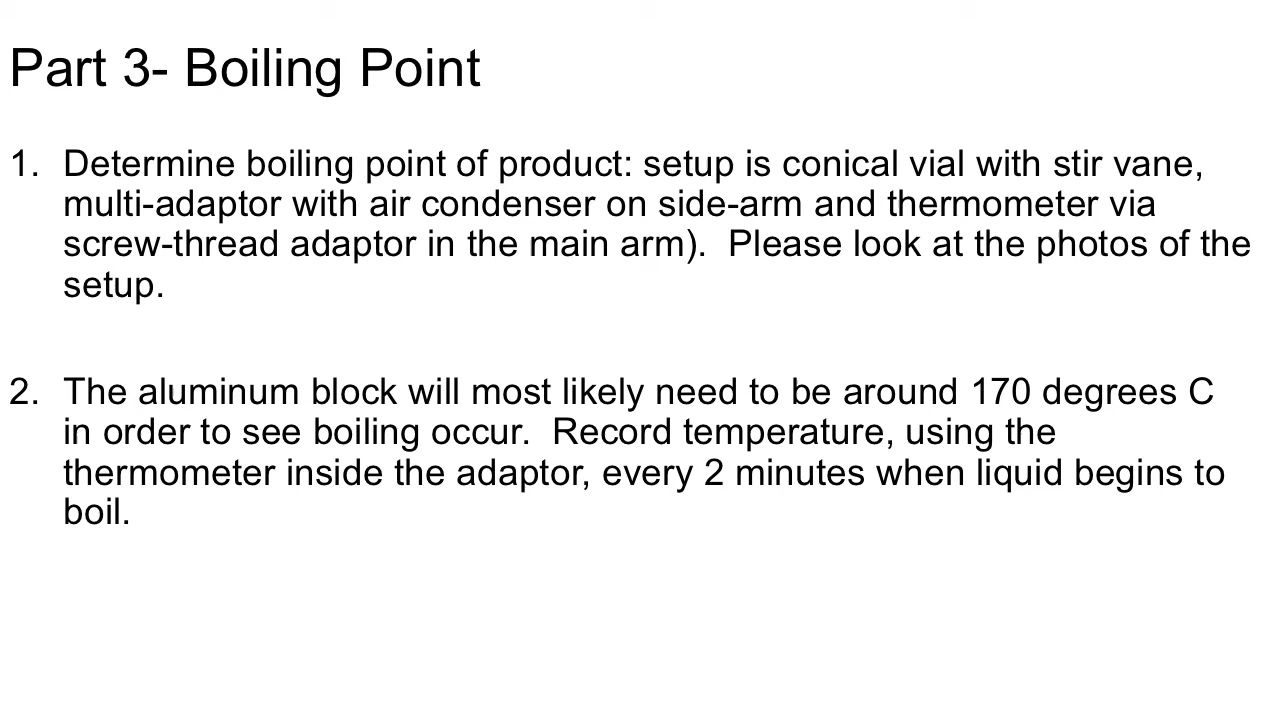 Part 3- Boiling Point
1. Determine boiling point of product: setup is conical vial with stir vane,
multi-adaptor with air condenser on side-arm and thermometer via
screw-thread adaptor in the main arm).  Please look at the photos of the
setup.
2. The aluminum block will most likely need to be around 170 degrees C
in order to see boiling occur.  Record temperature, using the
thermometer inside the adaptor, every 2 minutes when liquid begins to
boil.